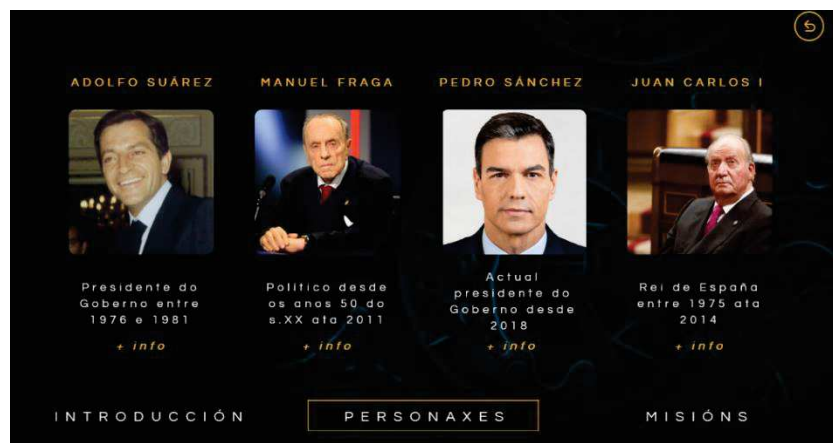 ADOLFO SUÁREZ
MANUEL FRAGA
PEDRO SÁNCHEZ
JUAN CARLOS I
Presidente do
Goberno entre
1976 e 1981
+ info
Político desde
os anos 50 do
s.XX ata 2011
+ info
Actual
presidente do
Goberno desde
2018
+ info
Rei de España
entre 1975 ata
2014
+ info
INTRODUCCIÓN
PERSONAXES
MISIÓNS